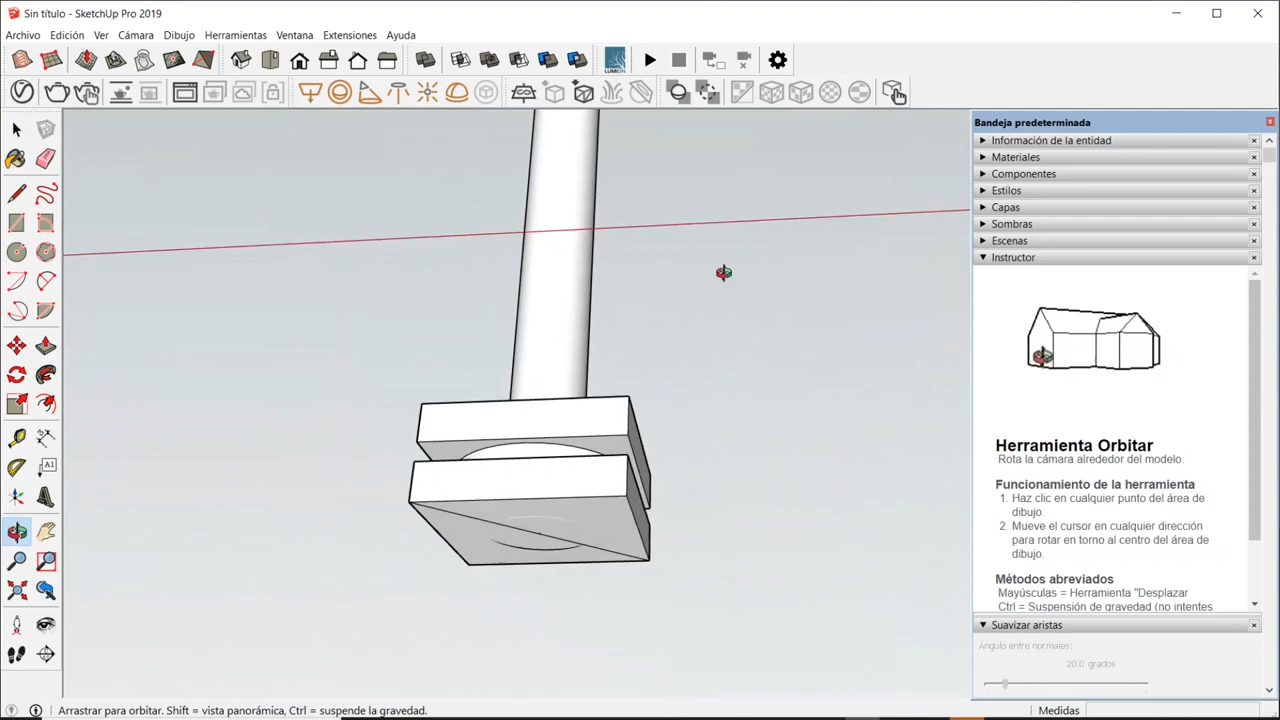 Sin título - SketchUp Pro 2019
Archivo Edición Ver Cámara Dibujo Herramientas Ventana Extensiones Ayuda
LUMION
Bandeja predeterminada
Información de la entidad
Materiales
Componentes
Estilos
Capas
Sombras
Escenas
Instructor
Herramienta Orbitar
Rota la cámara alrededor del modelo.
Funcionamiento de la herramienta
1. Haz clic en cualquier punto del área de
dibujo.
2. Mueve el cursor en cualquier dirección
para rotar en torno al centro del área de
dibujo.
Métodos abreviados
Mayúsculas = Herramienta "Desplazar
Ctrl = Suspensión de gravedad (no intentes
Suavizar aristas
Ángulo entre normales:
20.0 grados
A1
Arrastrar para orbitar. Shift = vista panorámica, Ctrl = suspende la gravedad.
Medidas